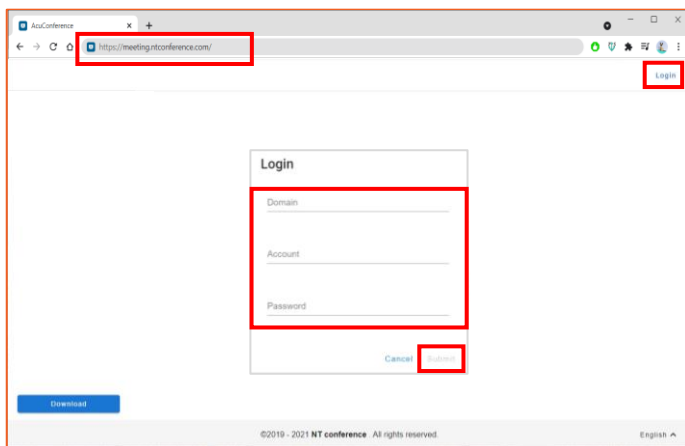 AcuConference
https://meeting.ntconference.com/
Login
Login
Domain
Account
Password
Cancel Submit
Download
©2019 - 2021 NT conference All rights reserved.
English